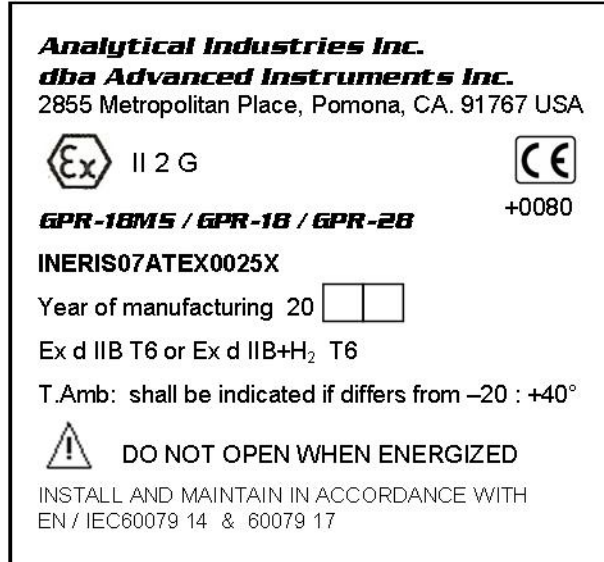 Analytical Industries Inc.
dba Advanced Instruments Inc.
2855 Metropolitan Place, Pomona, CA. 91767 USA
Ex II 2 G CE
+0080
GPR-18MS / GPR-18 / GPR-28
INERIS07ATEX0025X
Year of manufacturing 20
Ex d IIB T6 or Ex d IIB+H₂ T6
T.Amb: shall be indicated if differs from –20 : +40°
! DO NOT OPEN WHEN ENERGIZED
INSTALL AND MAINTAIN IN ACCORDANCE WITH
EN / IEC60079 14 & 60079 17